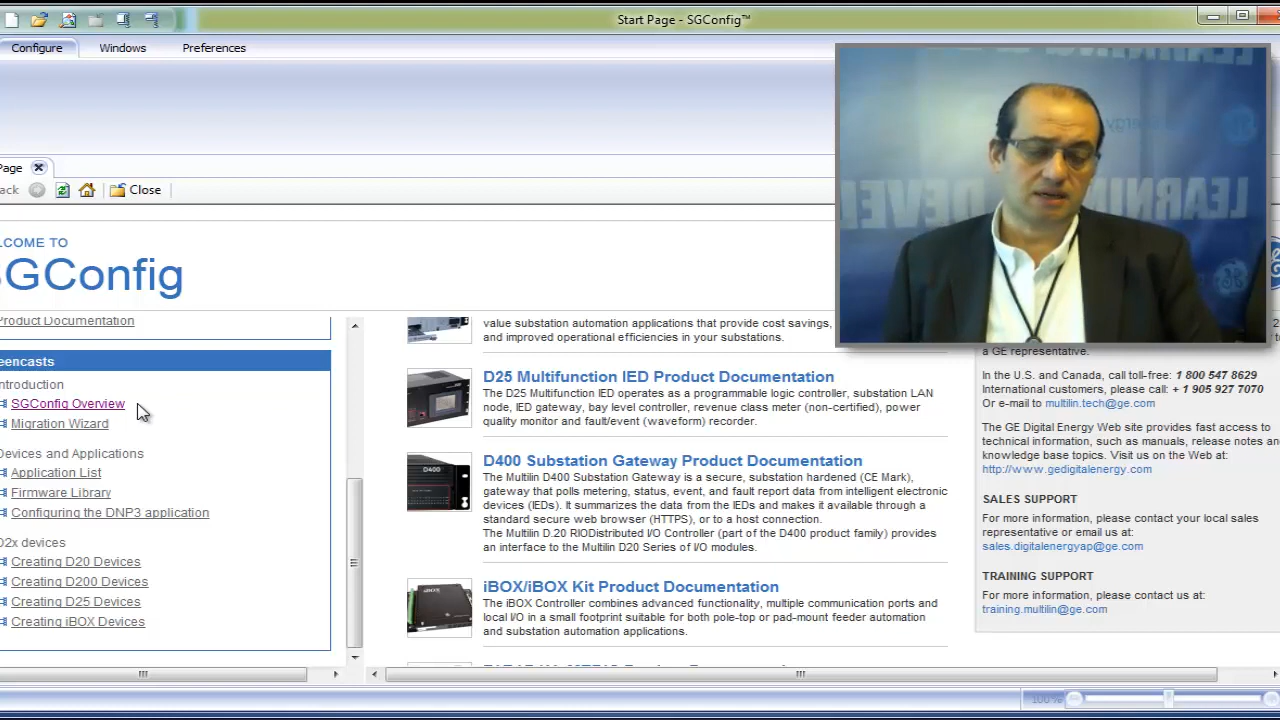 Start Page - SGConfig™
Configure
Windows
Preferences
Page
ack
Close
LCOME TO
SGConfig
Product Documentation
eencasts
ntroduction
SGConfig Overview
Migration Wizard
Devices and Applications
Application List
Firmware Library
Configuring the DNP3 application
D2x devices
Creating D20 Devices
Creating D200 Devices
Creating D25 Devices
Creating iBOX Devices
value substation automation applications that provide cost savings,
and improved operational efficiencies in your substations.
D25 Multifunction IED Product Documentation
The D25 Multifunction IED operates as a programmable logic controller, substation LAN
node, IED gateway, bay level controller, revenue class meter (non-certified), power
quality monitor and fault/event (waveform) recorder.
D400
D400 Substation Gateway Product Documentation
The Multilin D400 Substation Gateway is a secure, substation hardened (CE Mark),
gateway that polls metering, status, event, and fault report data from intelligent electronic
devices (IEDs). It summarizes the data from the IEDs and makes it available through a
standard secure web browser (HTTPS), or to a host connection.
The Multilin D.20 RIODistributed I/O Controller (part of the D400 product family) provides
an interface to the Multilin D20 Series of I/O modules.
iBOX/iBOX Kit Product Documentation
The iBOX Controller combines advanced functionality, multiple communication ports and
local I/O in a small footprint suitable for both pole-top or pad-mount feeder automation
and substation automation applications.
a GE representative.
In the U.S. and Canada, call toll-free: 1 800 547 8629
International customers, please call: + 1 905 927 7070
Or e-mail to multilin.tech@ge.com
The GE Digital Energy Web site provides fast access to
technical information, such as manuals, release notes an
knowledge base topics. Visit us on the Web at:
http://www.gedigitalenergy.com
SALES SUPPORT
For more information, please contact your local sales
representative or email us at:
sales.digitalenergyap@ge.com
TRAINING SUPPORT
For more information, please contact us at:
training.multilin@ge.com
100%